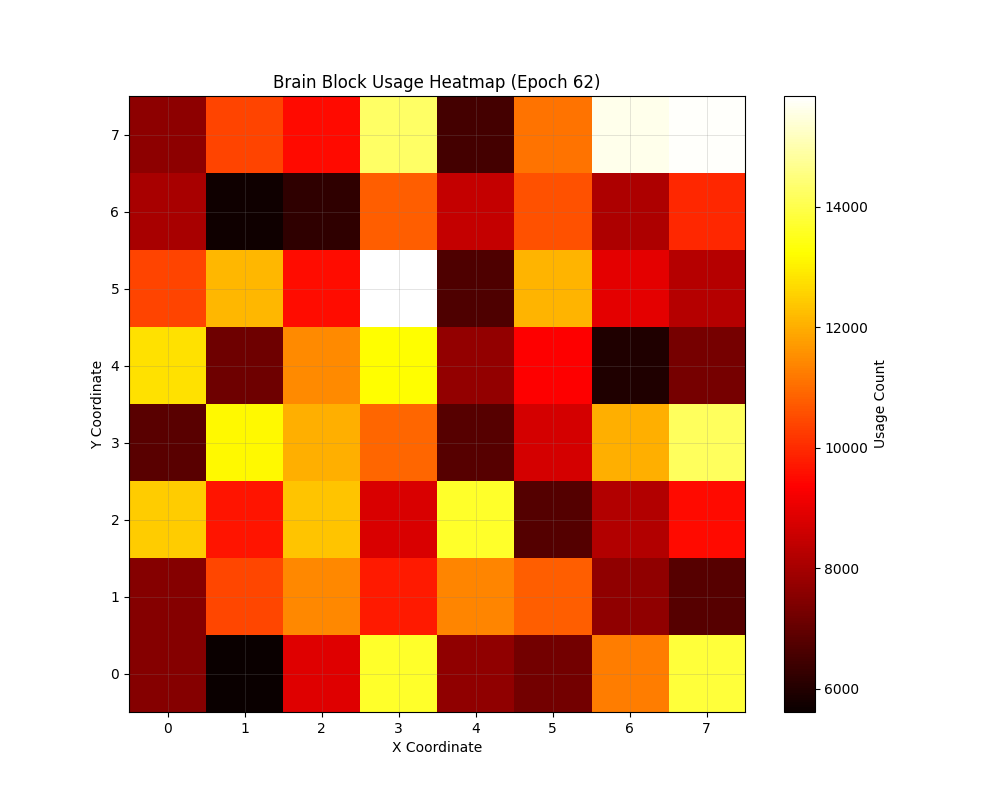 Brain Block Usage Heatmap (Epoch 62)
7
6
5
4
3
2
1
0
Y Coordinate
0 1 2 3 4 5 6 7
X Coordinate
14000
12000
10000
8000
6000
Usage Count